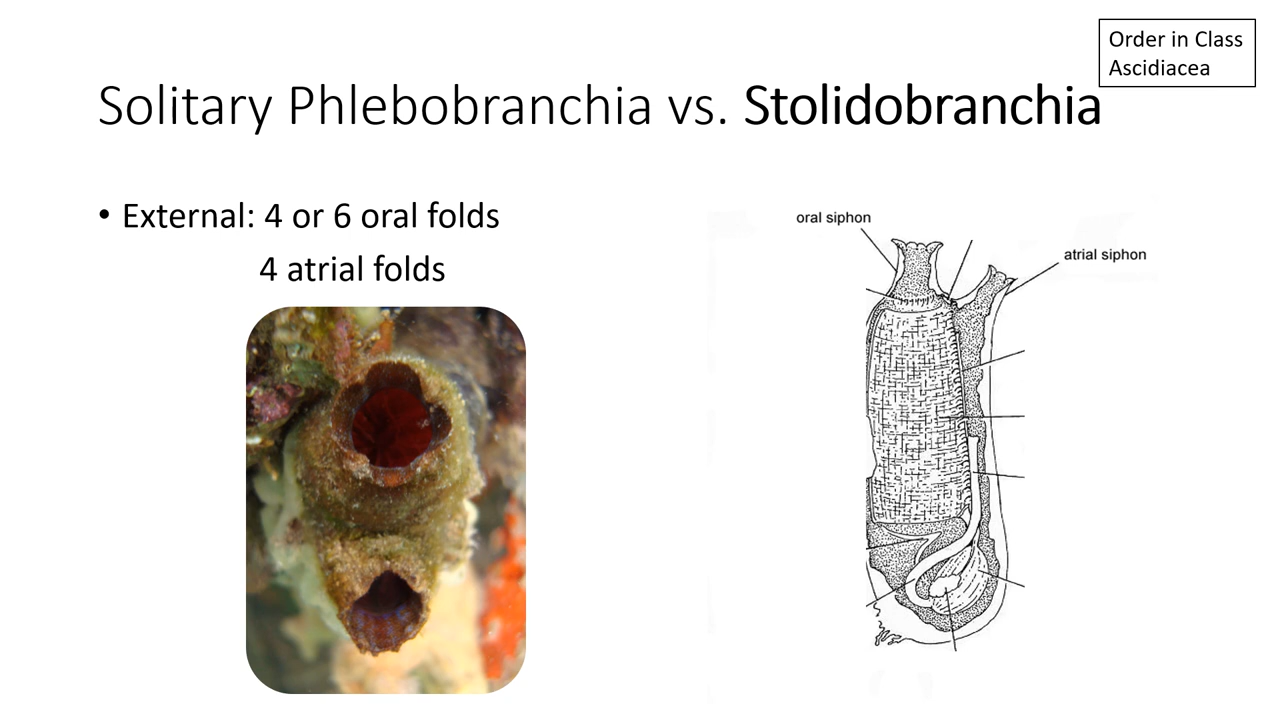 Order in Class
Ascidiacea
Solitary Phlebobranchia vs. Stolidobranchia
• External: 4 or 6 oral folds
4 atrial folds
oral siphon
atrial siphon